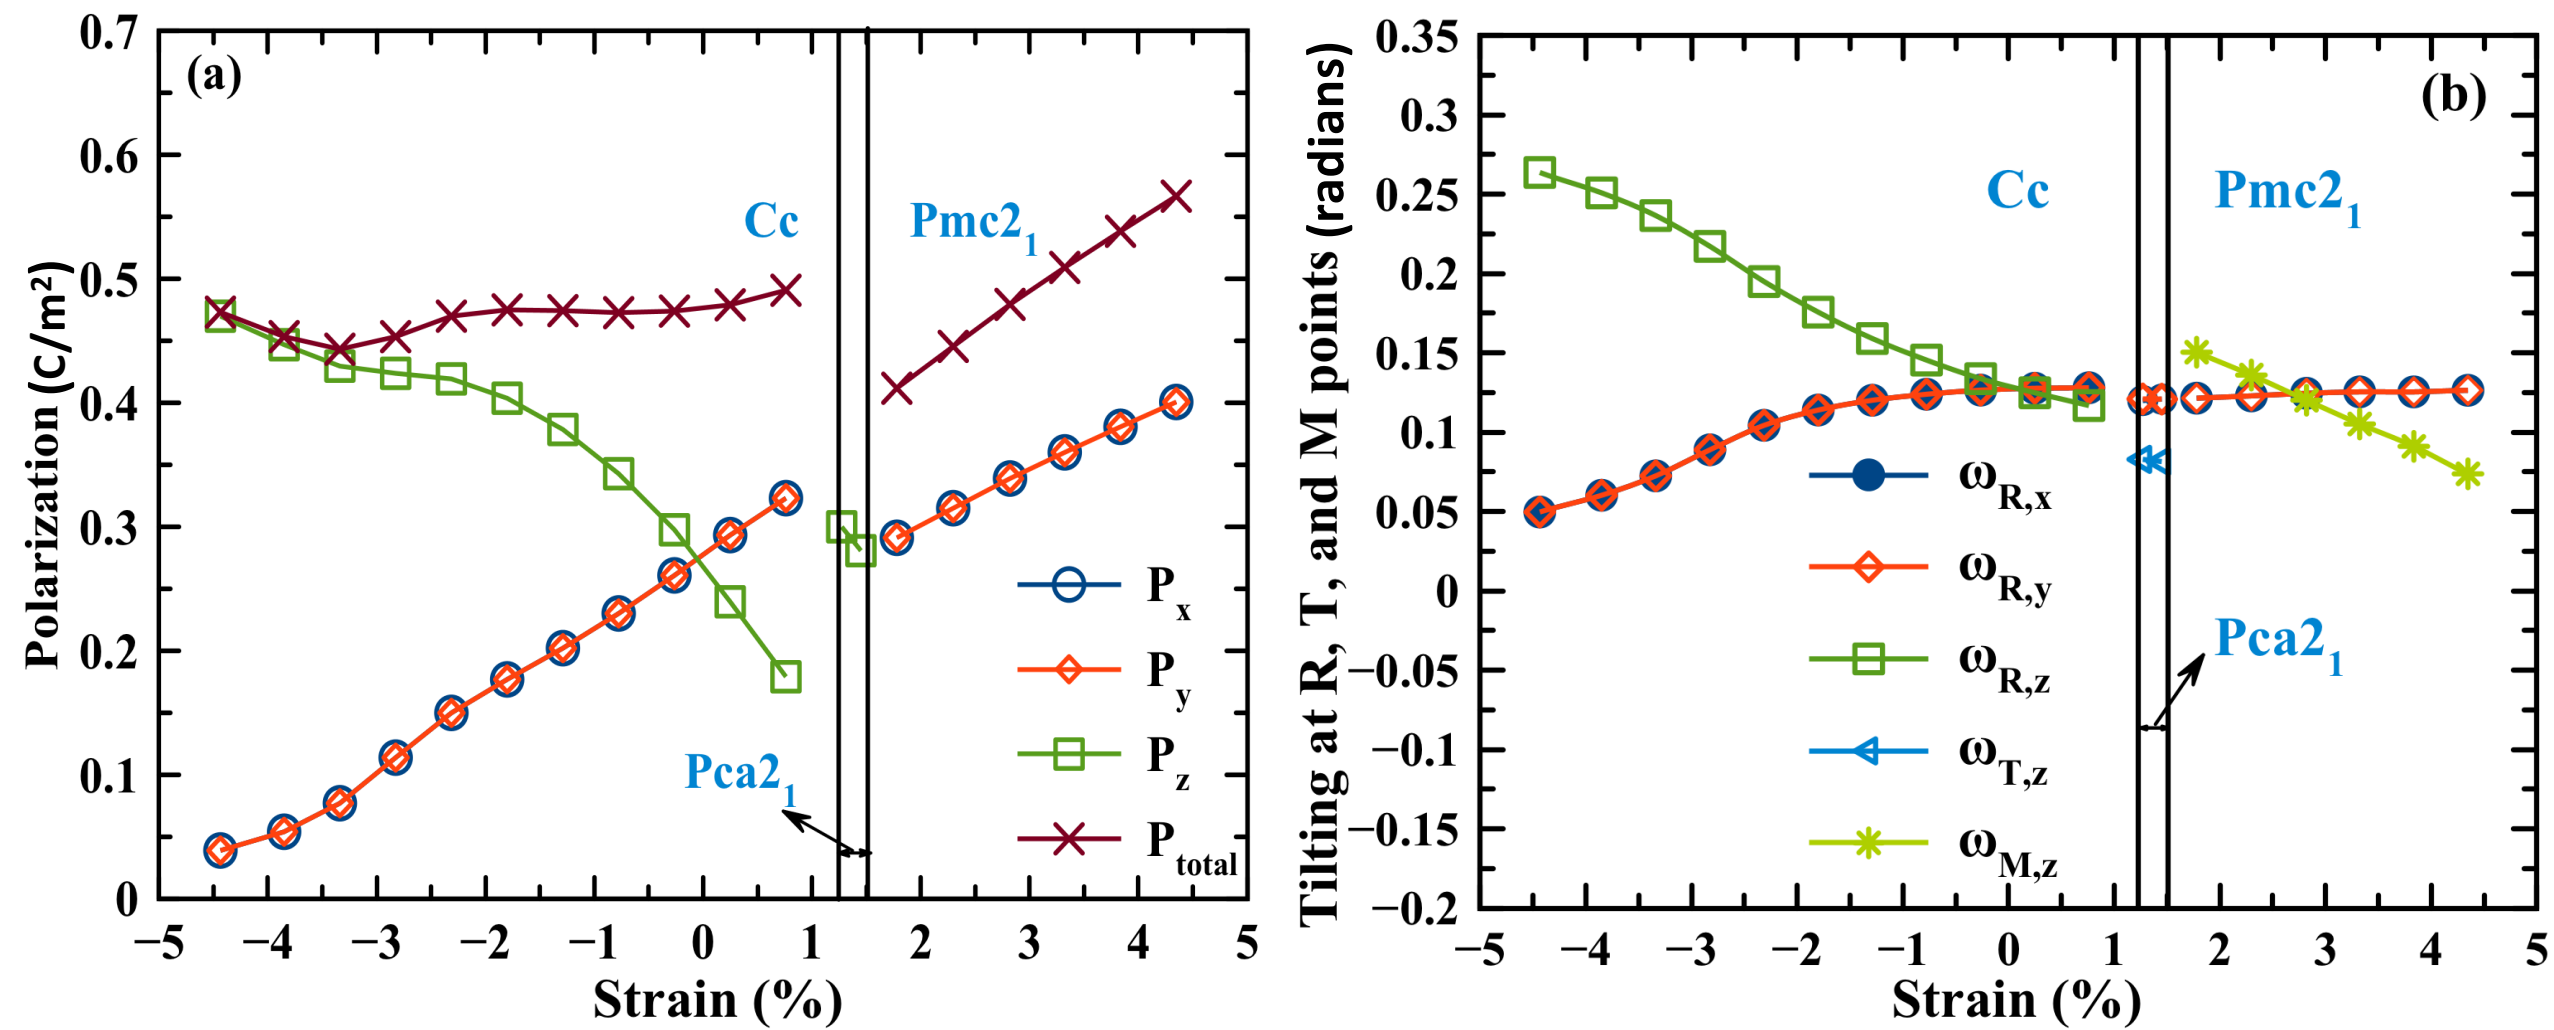 (a)
0.7
0.6
0.5
0.4
0.3
0.2
0.1
0
Polarization (C/m²)
Cc
Pmc2₁
Pca2₁
Pₓ
P_y
P_z
P_total
−5 −4 −3 −2 −1 0 1 2 3 4 5
Strain (%)
(b)
0.35
0.3
0.25
0.2
0.15
0.1
0.05
0
−0.05
−0.1
−0.15
−0.2
Tilting at R, T, and M points (radians)
Cc
Pmc2₁
Pca2₁
ω_R,x
ω_R,y
ω_R,z
ω_T,z
ω_M,z
−5 −4 −3 −2 −1 0 1 2 3 4 5
Strain (%)